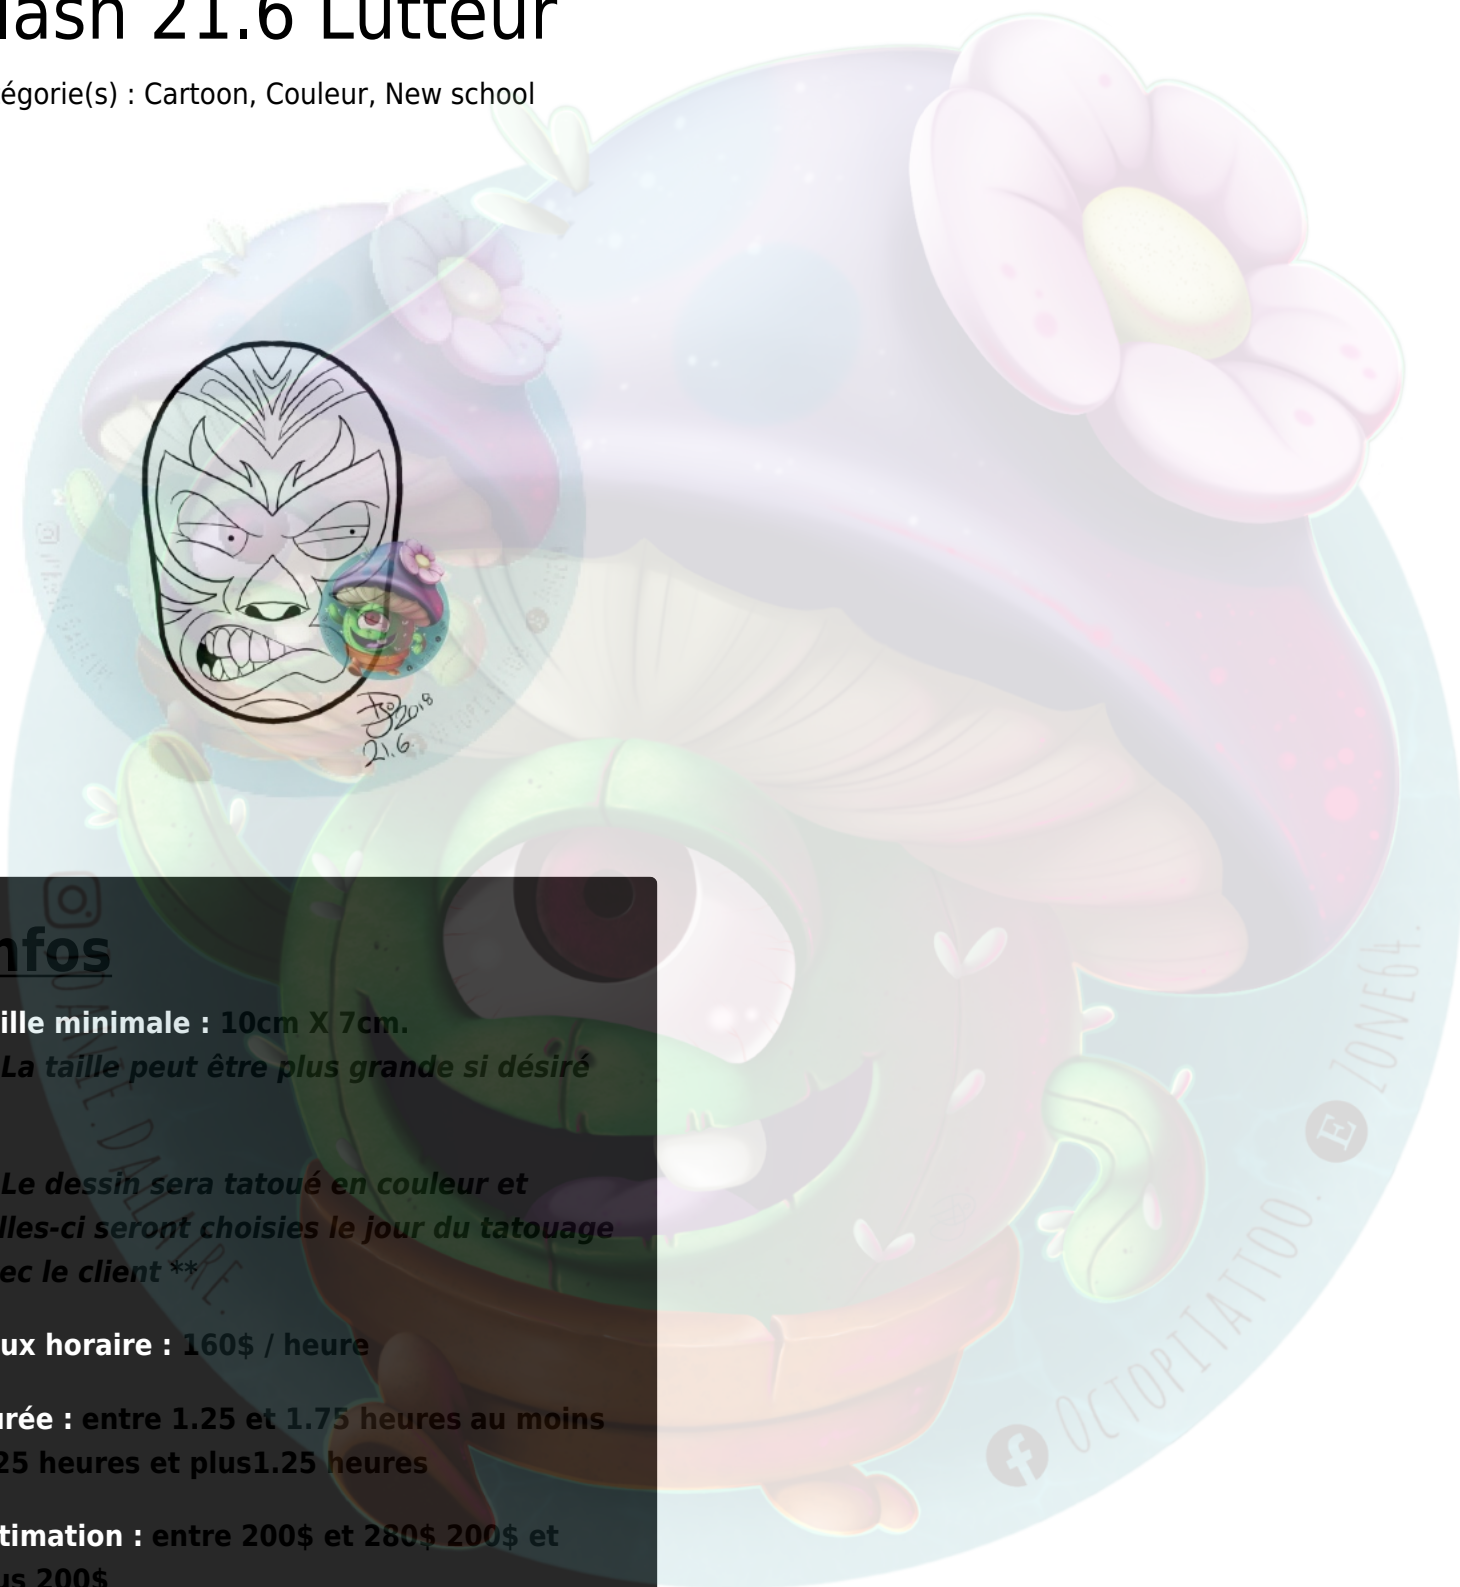 lash 21.6 Lutteur
égorie(s) : Cartoon, Couleur, New school
2018
21.6
nfos
ille minimale : 10cm X 7cm.
La taille peut être plus grande si désiré
Le dessin sera tatoué en couleur et
lles-ci seront choisies le jour du tatouage
ec le client **
ux horaire : 160$ / heure
urée : entre 1.25 et 1.75 heures au moins
25 heures et plus1.25 heures
timation : entre 200$ et 280$ 200$ et
us 200$
DALLAIRE.
OCTOPITATTOO.
ZONE64.